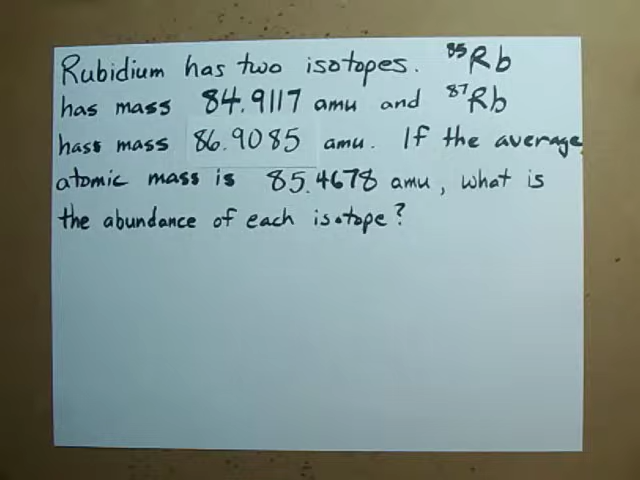 Rubidium has two isotopes. ⁸⁵Rb
has mass 84.9117 amu and ⁸⁷Rb
hass mass 86.9085 amu. If the average
atomic mass is 85.4678 amu, what is
the abundance of each isotope?